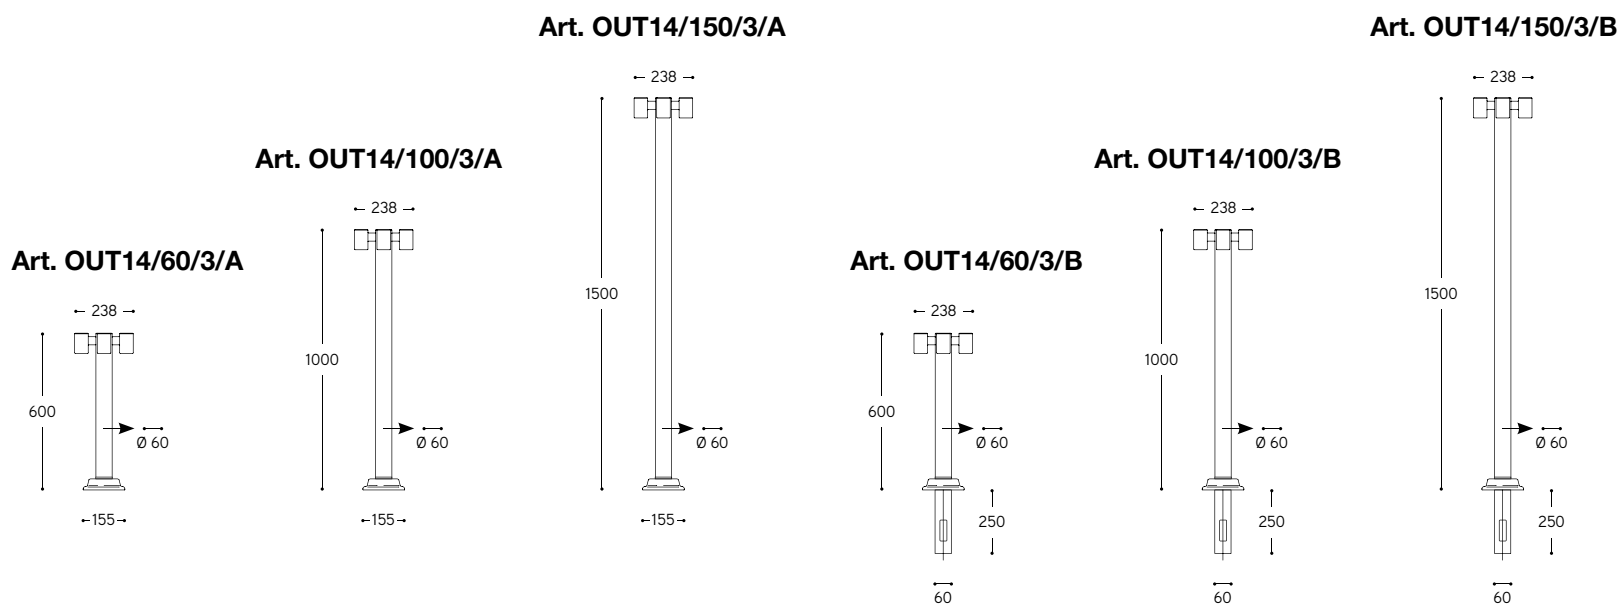 Art. OUT14/60/3/A
238
600
Ø 60
155
Art. OUT14/100/3/A
238
1000
Ø 60
155
Art. OUT14/150/3/A
238
1500
Ø 60
155
Art. OUT14/60/3/B
238
600
Ø 60
250
60
Art. OUT14/100/3/B
238
1000
Ø 60
250
60
Art. OUT14/150/3/B
238
1500
Ø 60
250
60